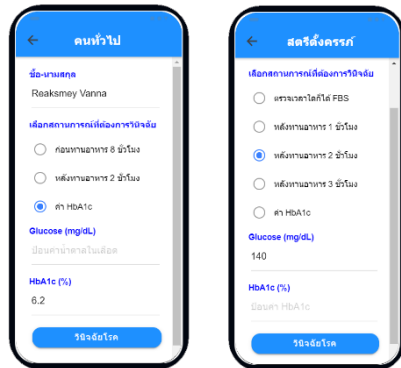 คนทั่วไป
ชื่อ-นามสกุล
Reaksmey Vanna
เลือกสถานการณ์ที่ต้องการวินิจฉัย
ก่อนทานอาหาร 8 ชั่วโมง
หลังทานอาหาร 2 ชั่วโมง
ค่า HbA1c
Glucose (mg/dL)
ป้อนค่าน้ำตาลในเลือด
HbA1c (%)
6.2
วินิจฉัยโรค
สตรีตั้งครรภ์
เลือกสถานการณ์ที่ต้องการวินิจฉัย
ตรวจเวลาใดก็ได้ FBS
หลังทานอาหาร 1 ชั่วโมง
หลังทานอาหาร 2 ชั่วโมง
หลังทานอาหาร 3 ชั่วโมง
ค่า HbA1c
Glucose (mg/dL)
140
HbA1c (%)
ป้อนค่า HbA1c
วินิจฉัยโรค